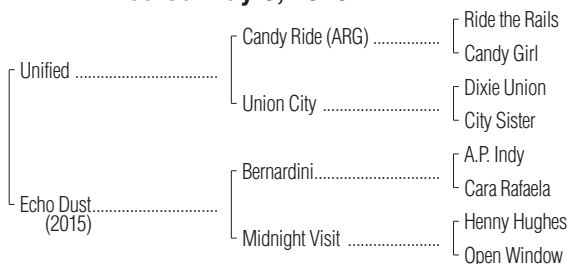 Ride the Rails
Candy Ride (ARG) ................
Candy Girl
Unified ..................................
Dixie Union
Union City ............................
City Sister
A.P. Indy
Bernardini..............................
Cara Rafaela
Echo Dust..............................
(2015)
Henny Hughes
Midnight Visit ......................
Open Window